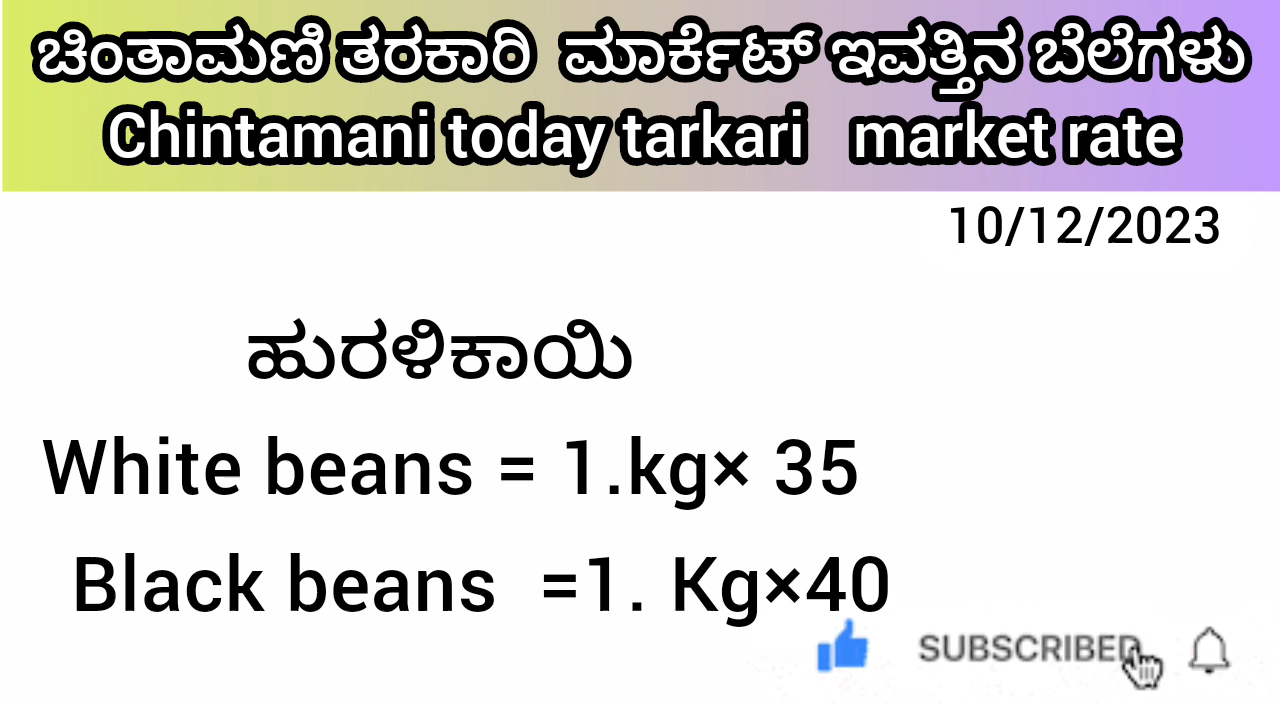 ಚಿಂತಾಮಣಿ ತರಕಾರಿ ಮಾರ್ಕೆಟ್ ಇವತ್ತಿನ ಬೆಲೆಗಳು
Chintamani today tarkari market rate
10/12/2023
ಹುರಳಿಕಾಯಿ
White beans = 1.kg× 35
Black beans =1. Kg×40
SUBSCRIBED